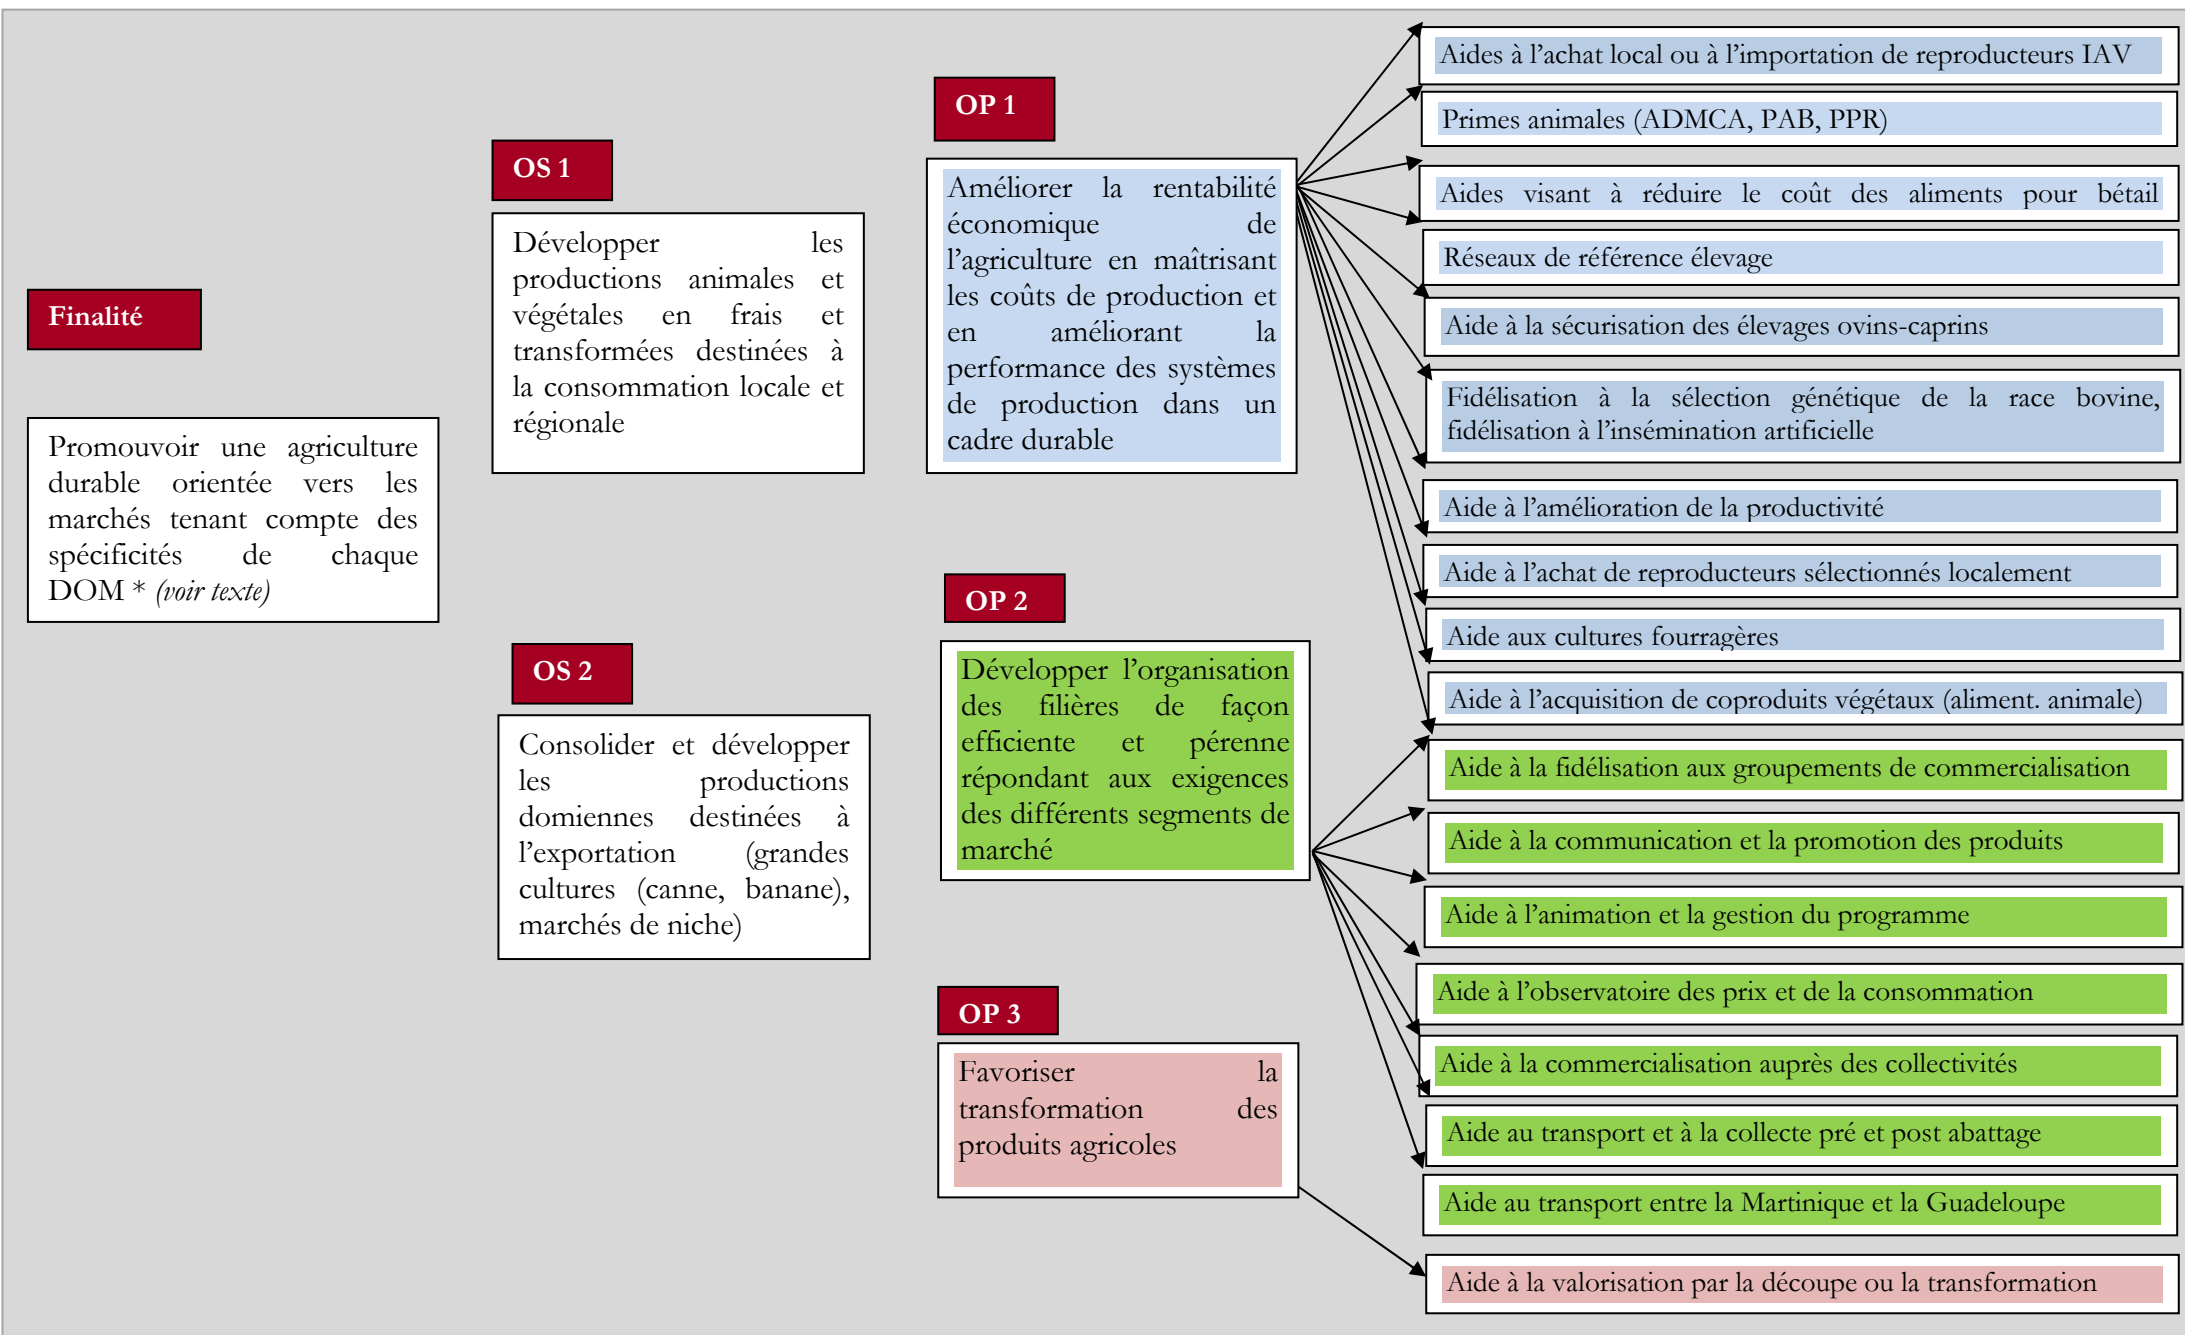 Finalité
Promouvoir une agriculture
durable orientée vers les
marchés tenant compte des
spécificités de chaque
DOM * (voir texte)
OS 1
Développer les
productions animales et
végétales en frais et
transformées destinées à
la consommation locale et
régionale
OS 2
Consolider et développer
les productions
domiennes destinées à
l’exportation (grandes
cultures (canne, banane),
marchés de niche)
OP 1
Améliorer la rentabilité
économique de
l’agriculture en maîtrisant
les coûts de production et
en améliorant la
performance des systèmes
de production dans un
cadre durable
OP 2
Développer l’organisation
des filières de façon
efficiente et pérenne
répondant aux exigences
des différents segments de
marché
OP 3
Favoriser la
transformation des
produits agricoles
Aides à l’achat local ou à l’importation de reproducteurs IAV
Primes animales (ADMCA, PAB, PPR)
Aides visant à réduire le coût des aliments pour bétail
Réseaux de référence élevage
Aide à la sécurisation des élevages ovins-caprins
Fidélisation à la sélection génétique de la race bovine,
fidélisation à l’insémination artificielle
Aide à l’amélioration de la productivité
Aide à l’achat de reproducteurs sélectionnés localement
Aide aux cultures fourragères
Aide à l’acquisition de coproduits végétaux (aliment. animale)
Aide à la fidélisation aux groupements de commercialisation
Aide à la communication et la promotion des produits
Aide à l’animation et la gestion du programme
Aide à l’observatoire des prix et de la consommation
Aide à la commercialisation auprès des collectivités
Aide au transport et à la collecte pré et post abattage
Aide au transport entre la Martinique et la Guadeloupe
Aide à la valorisation par la découpe ou la transformation